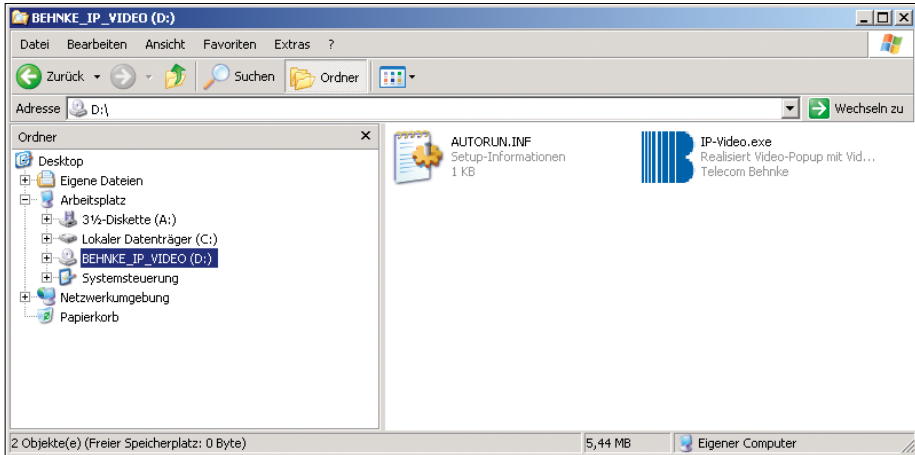 BEHNKE_IP_VIDEO (D:)
Datei Bearbeiten Ansicht Favoriten Extras ?
Zurück Suchen Ordner
Adresse D:\ Wechseln zu
Ordner
Desktop
Eigene Dateien
Arbeitsplatz
3½-Diskette (A:)
Lokaler Datenträger (C:)
BEHNKE_IP_VIDEO (D:)
Systemsteuerung
Netzwerkumgebung
Papierkorb
AUTORUN.INF
Setup-Informationen
1 KB
IP-Video.exe
Realisiert Video-Popup mit Vid...
Telecom Behnke
2 Objekte(e) (Freier Speicherplatz: 0 Byte) 5,44 MB Eigener Computer